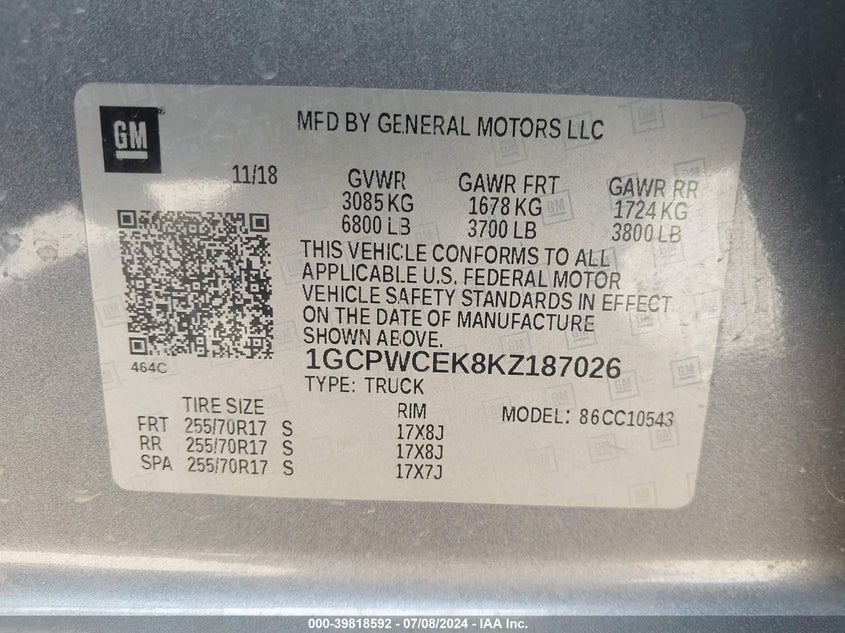 GM
MFD BY GENERAL MOTORS LLC
11/18
GVWR GAWR FRT GAWR RR
3085 KG 1678 KG 1724 KG
6800 LB 3700 LB 3800 LB
THIS VEHICLE CONFORMS TO ALL
APPLICABLE U.S. FEDERAL MOTOR
VEHICLE SAFETY STANDARDS IN EFFECT
ON THE DATE OF MANUFACTURE
SHOWN ABOVE.
464C
1GCPWCEK8KZ187026
TYPE: TRUCK
TIRE SIZE RIM MODEL: 86CC10543
FRT 255/70R17 S 17X8J
RR 255/70R17 S 17X8J
SPA 255/70R17 S 17X7J
000-39818592 - 07/08/2024 - IAA Inc.